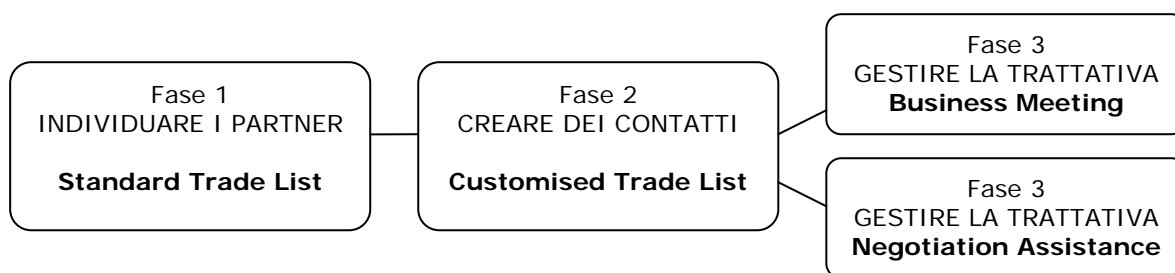 Fase 1
INDIVIDUARE I PARTNER
Standard Trade List
Fase 2
CREARE DEI CONTATTI
Customised Trade List
Fase 3
GESTIRE LA TRATTATIVA
Business Meeting
Fase 3
GESTIRE LA TRATTATIVA
Negotiation Assistance